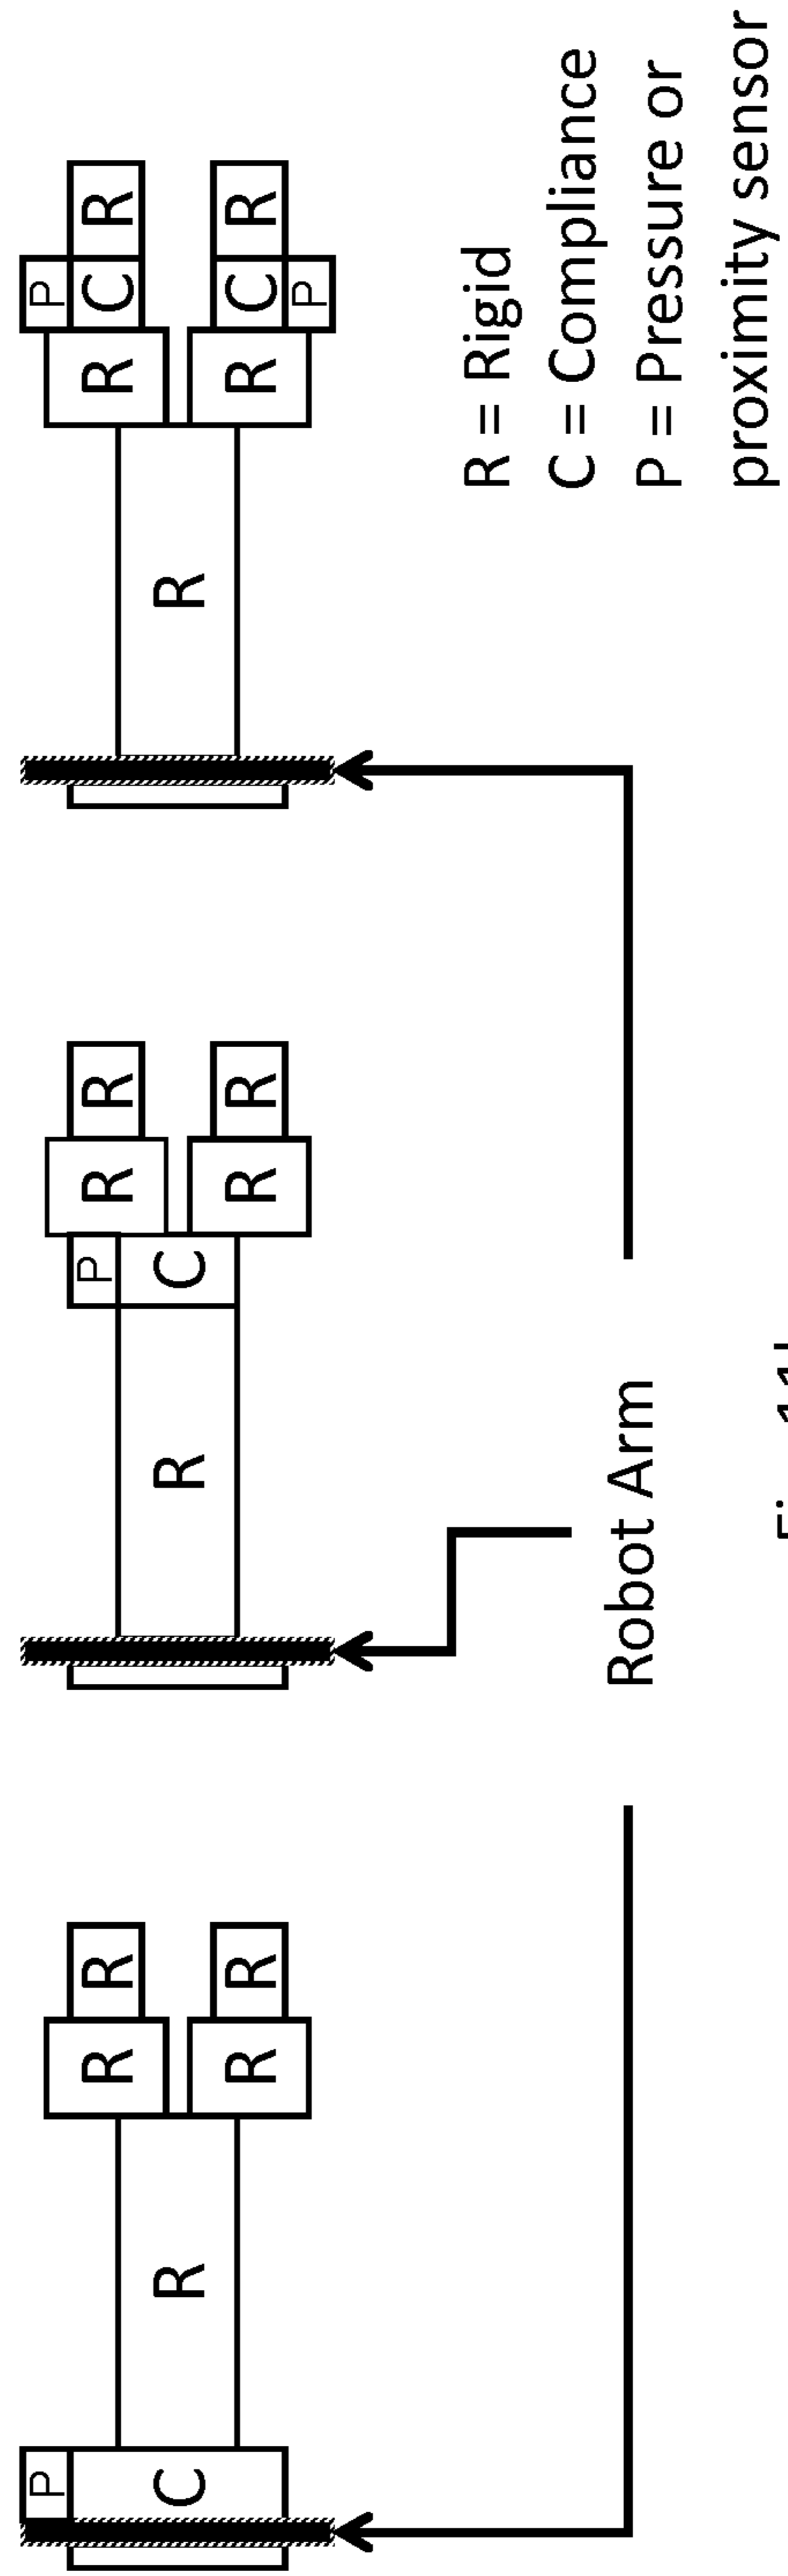 P P
R R P R R R C R
C R R C R
R R R R R C R
P
R = Rigid
C = Compliance
Robot Arm
P = Pressure or
proximity sensor